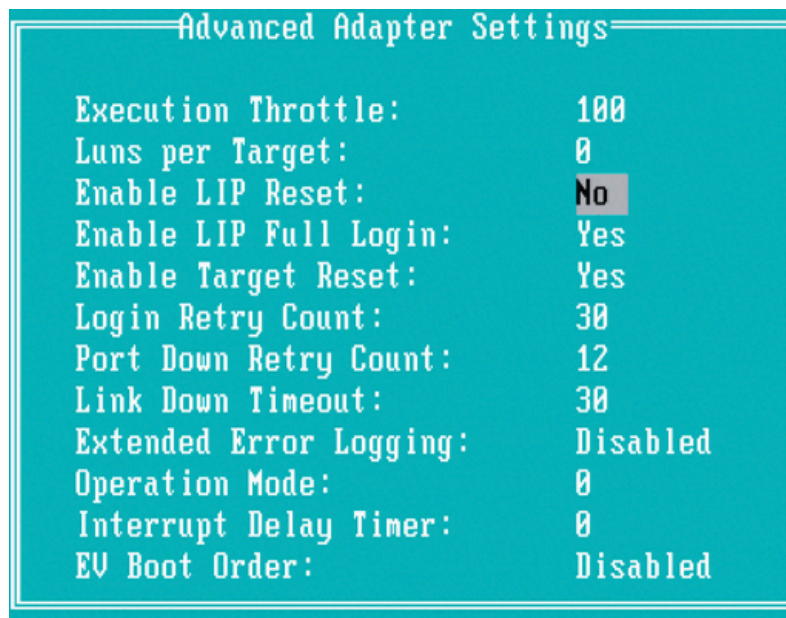 Advanced Adapter Settings
Execution Throttle: 100
Luns per Target: 0
Enable LIP Reset: No
Enable LIP Full Login: Yes
Enable Target Reset: Yes
Login Retry Count: 30
Port Down Retry Count: 12
Link Down Timeout: 30
Extended Error Logging: Disabled
Operation Mode: 0
Interrupt Delay Timer: 0
EV Boot Order: Disabled